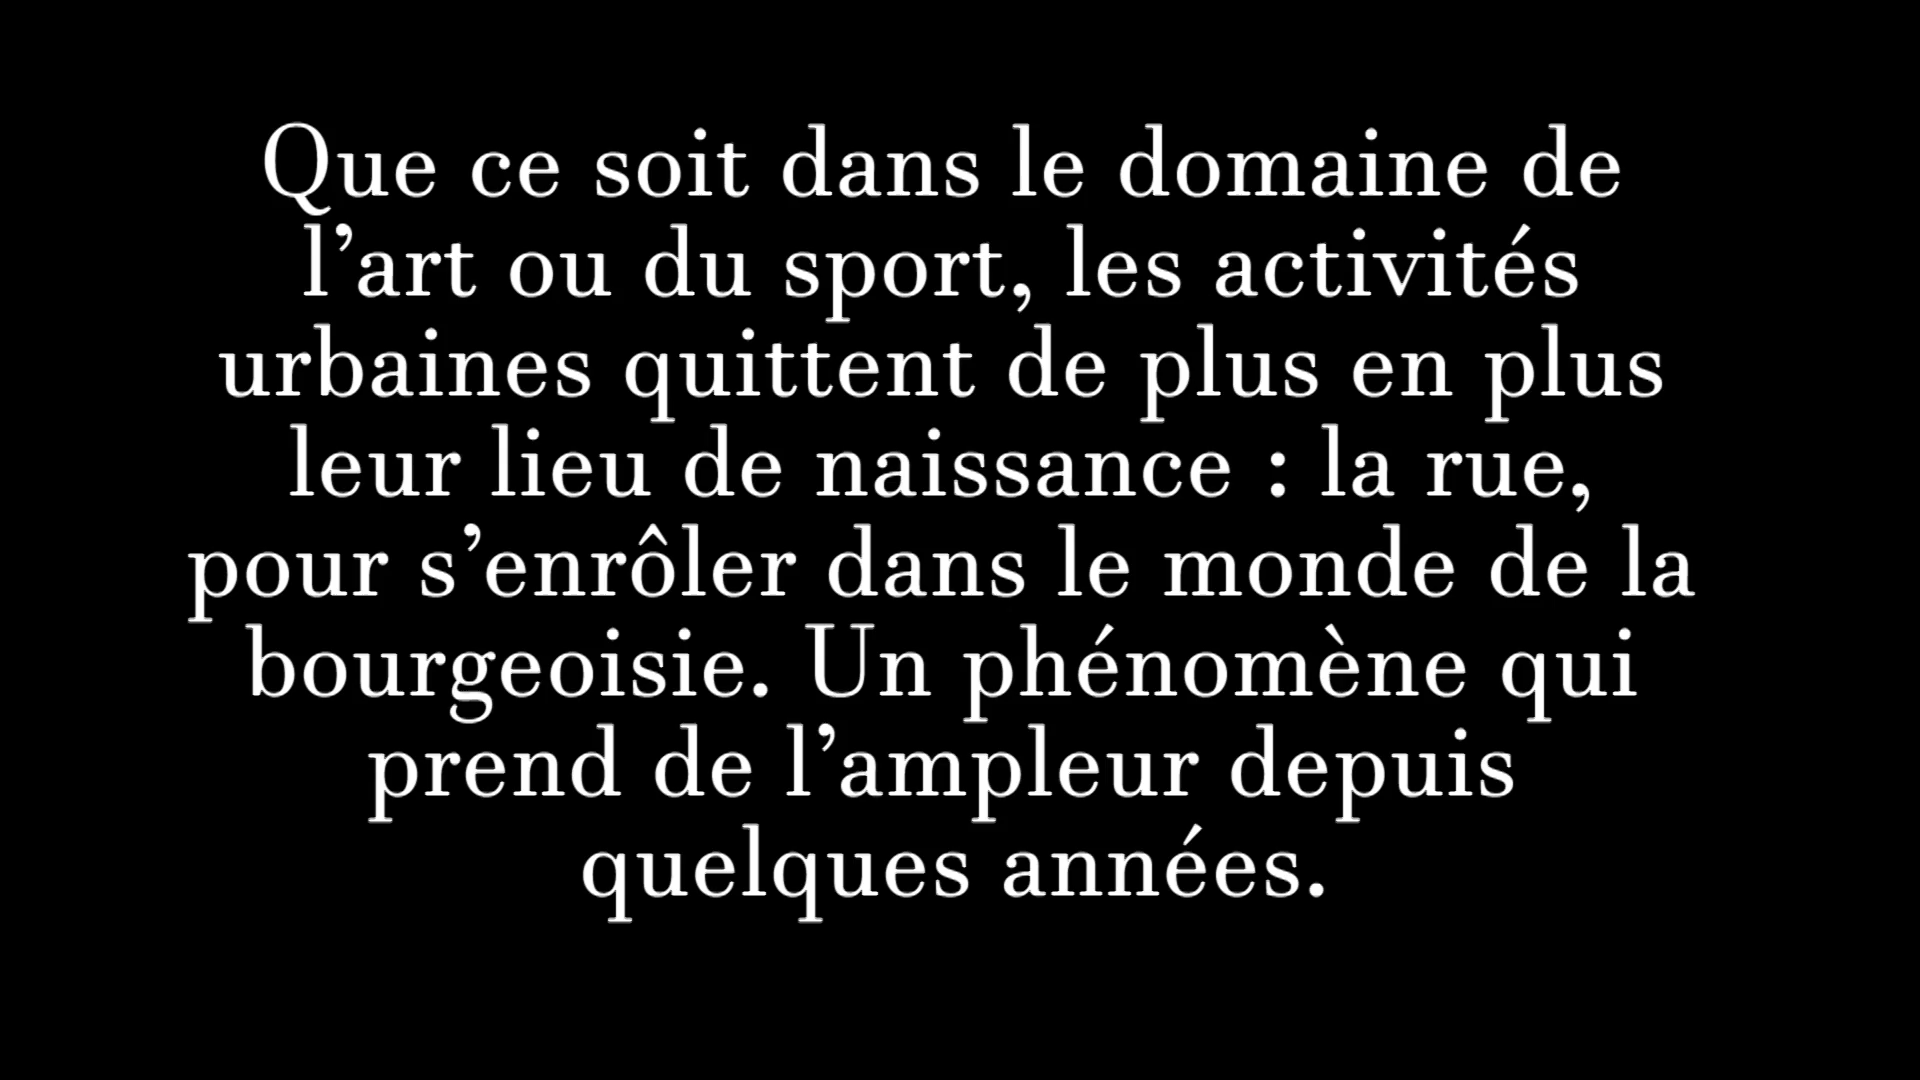 Que ce soit dans le domaine de
l’art ou du sport, les activités
urbaines quittent de plus en plus
leur lieu de naissance : la rue,
pour s’enrôler dans le monde de la
bourgeoisie. Un phénomène qui
prend de l’ampleur depuis
quelques années.